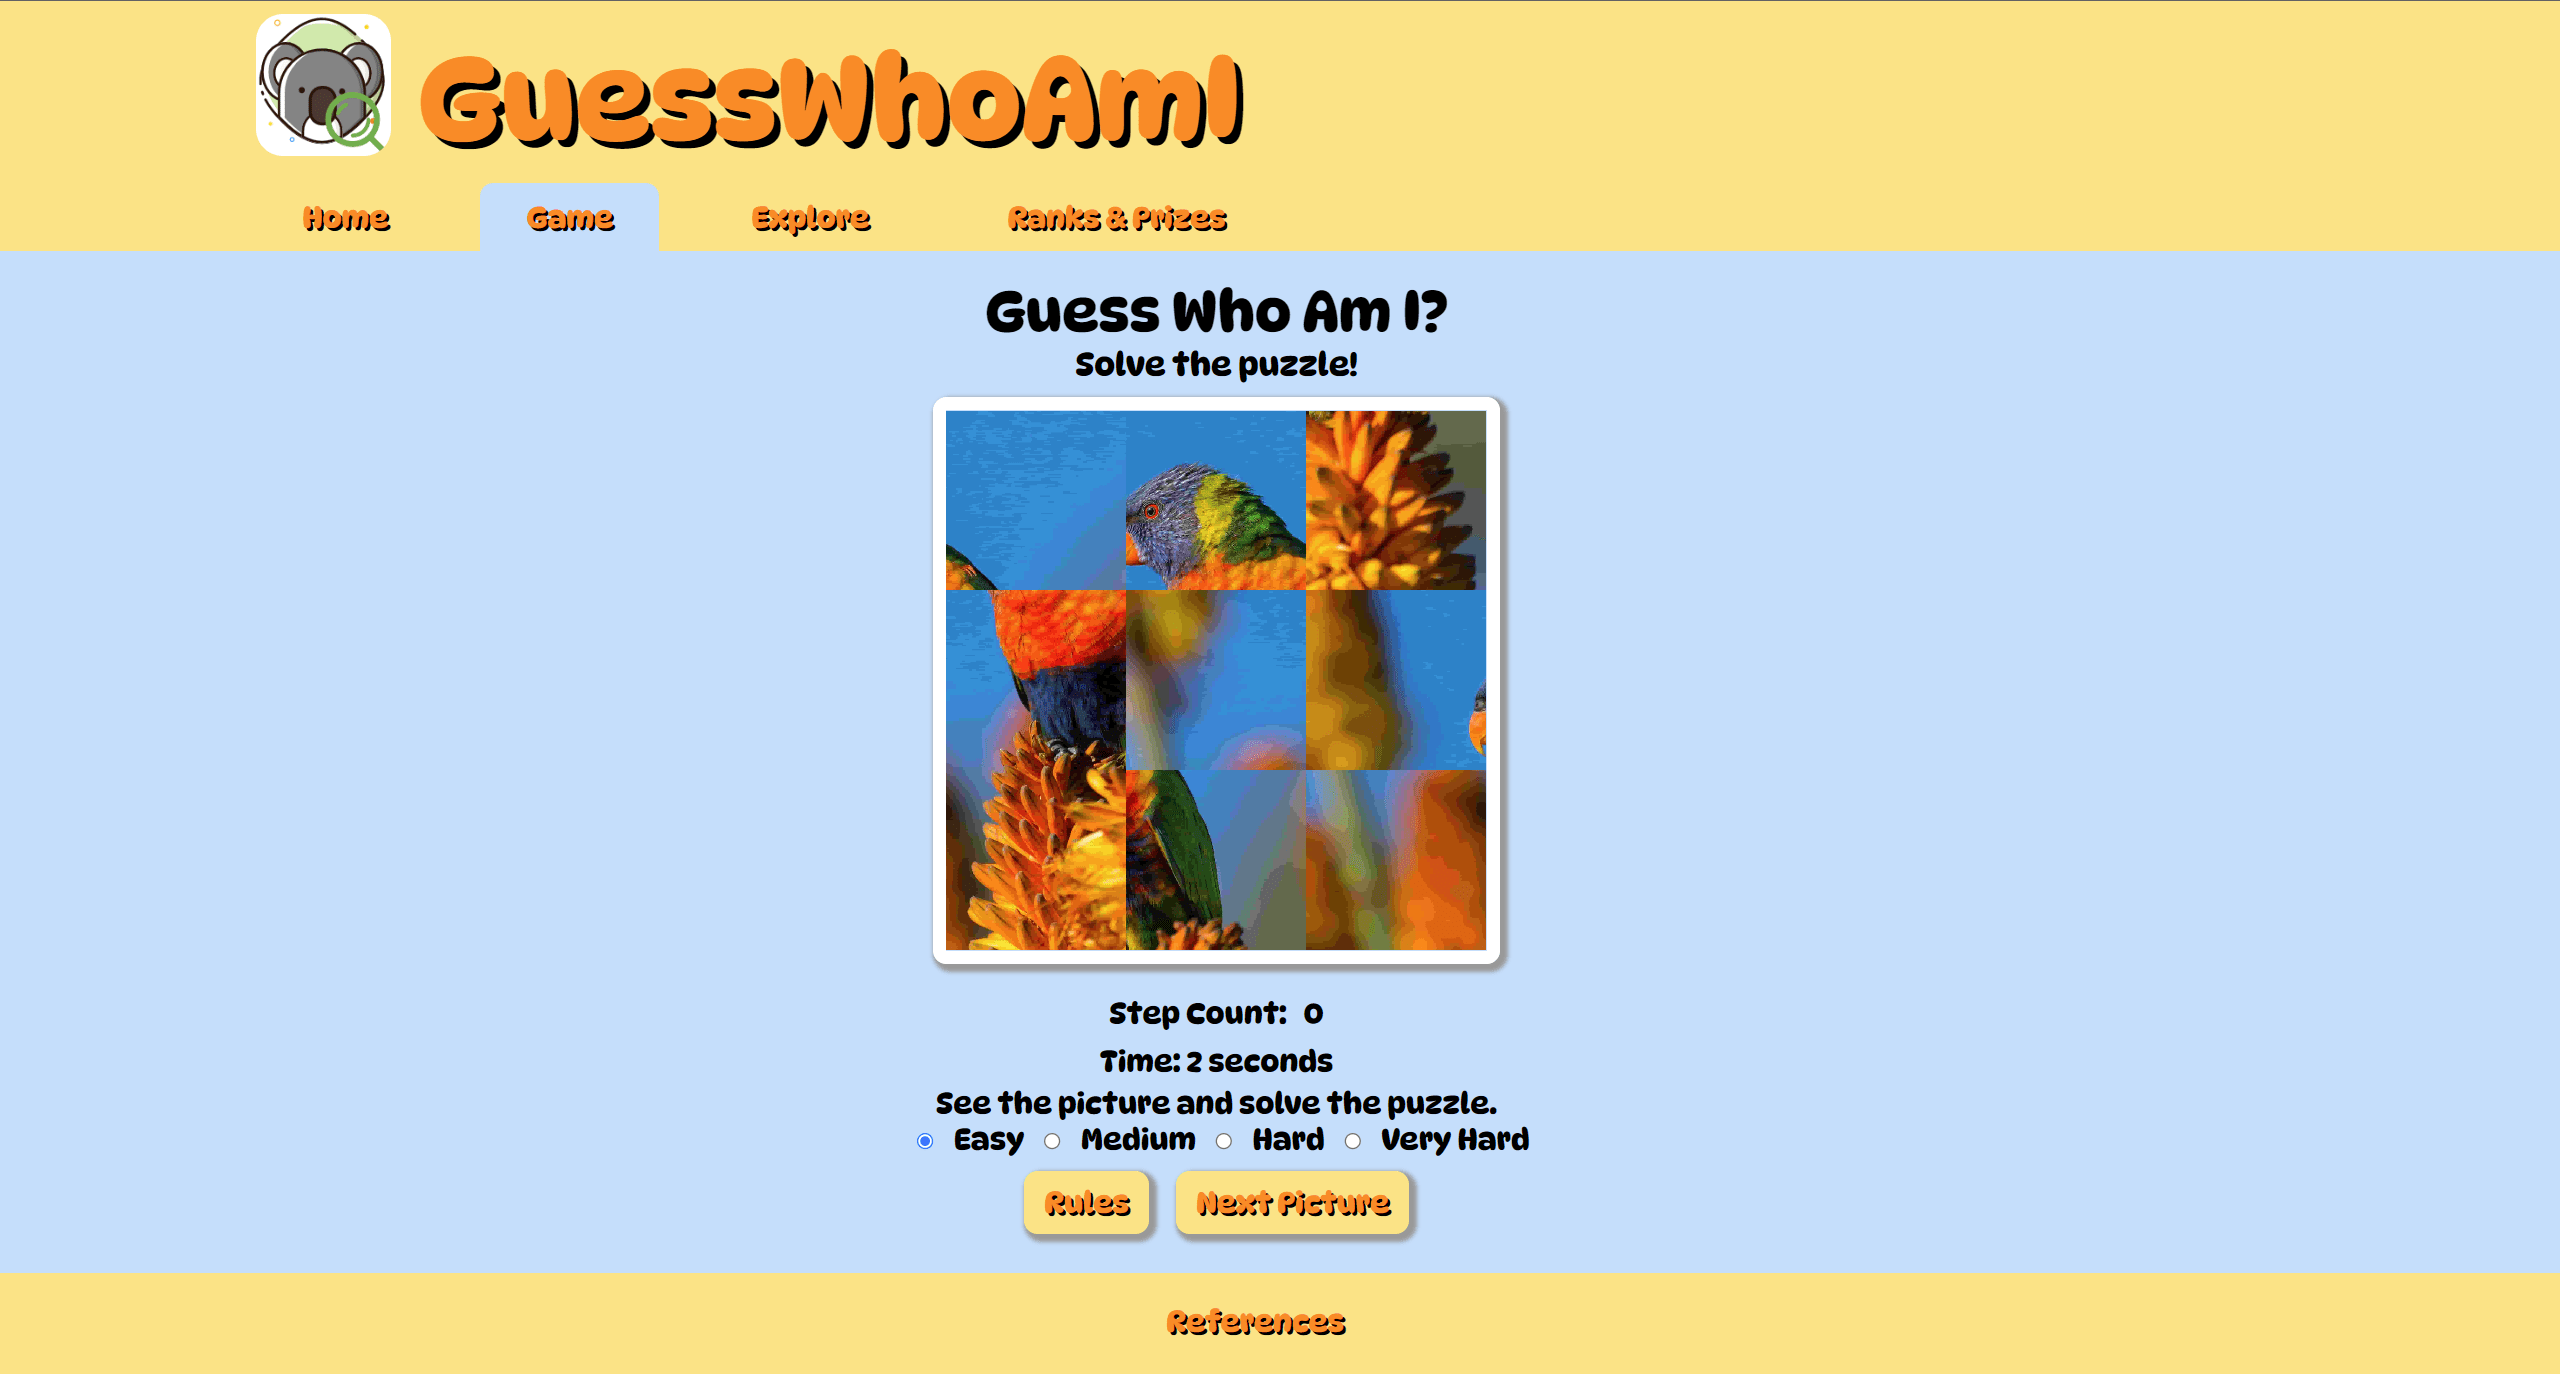 GuessWhoAmI
Home Game Explore Ranks & Prizes
Guess Who Am I?
Solve the puzzle!
Step Count: 0
Time: 2 seconds
See the picture and solve the puzzle.
Easy Medium Hard Very Hard
Rules Next Picture
References